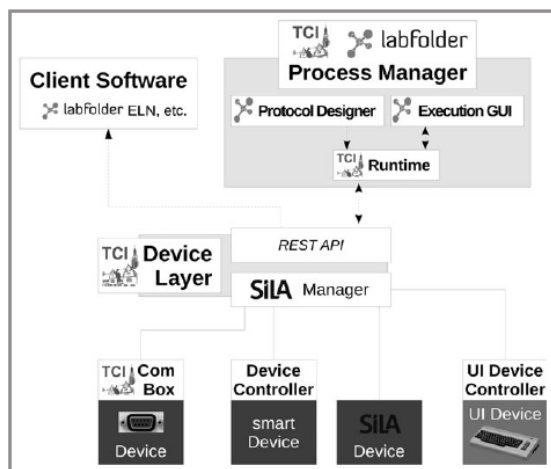 TCI labfolder
Process Manager
Client Software
labfolder ELN, etc.
Protocol Designer
Execution GUI
TCI Runtime
REST API
TCI Device
Layer
SiLA Manager
TCI Com
Box
Device
Device
Controller
smart
Device
SiLA
Device
UI Device
Controller
UI Device